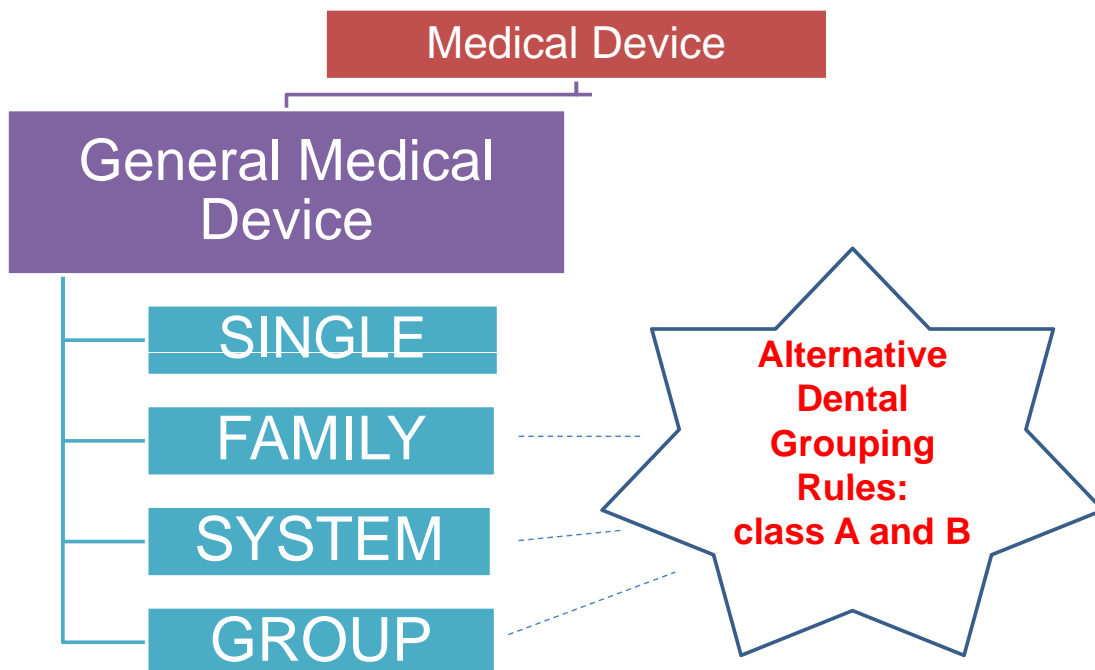 Medical Device
General Medical
Device
SINGLE
FAMILY
SYSTEM
GROUP
Alternative
Dental
Grouping
Rules:
class A and B